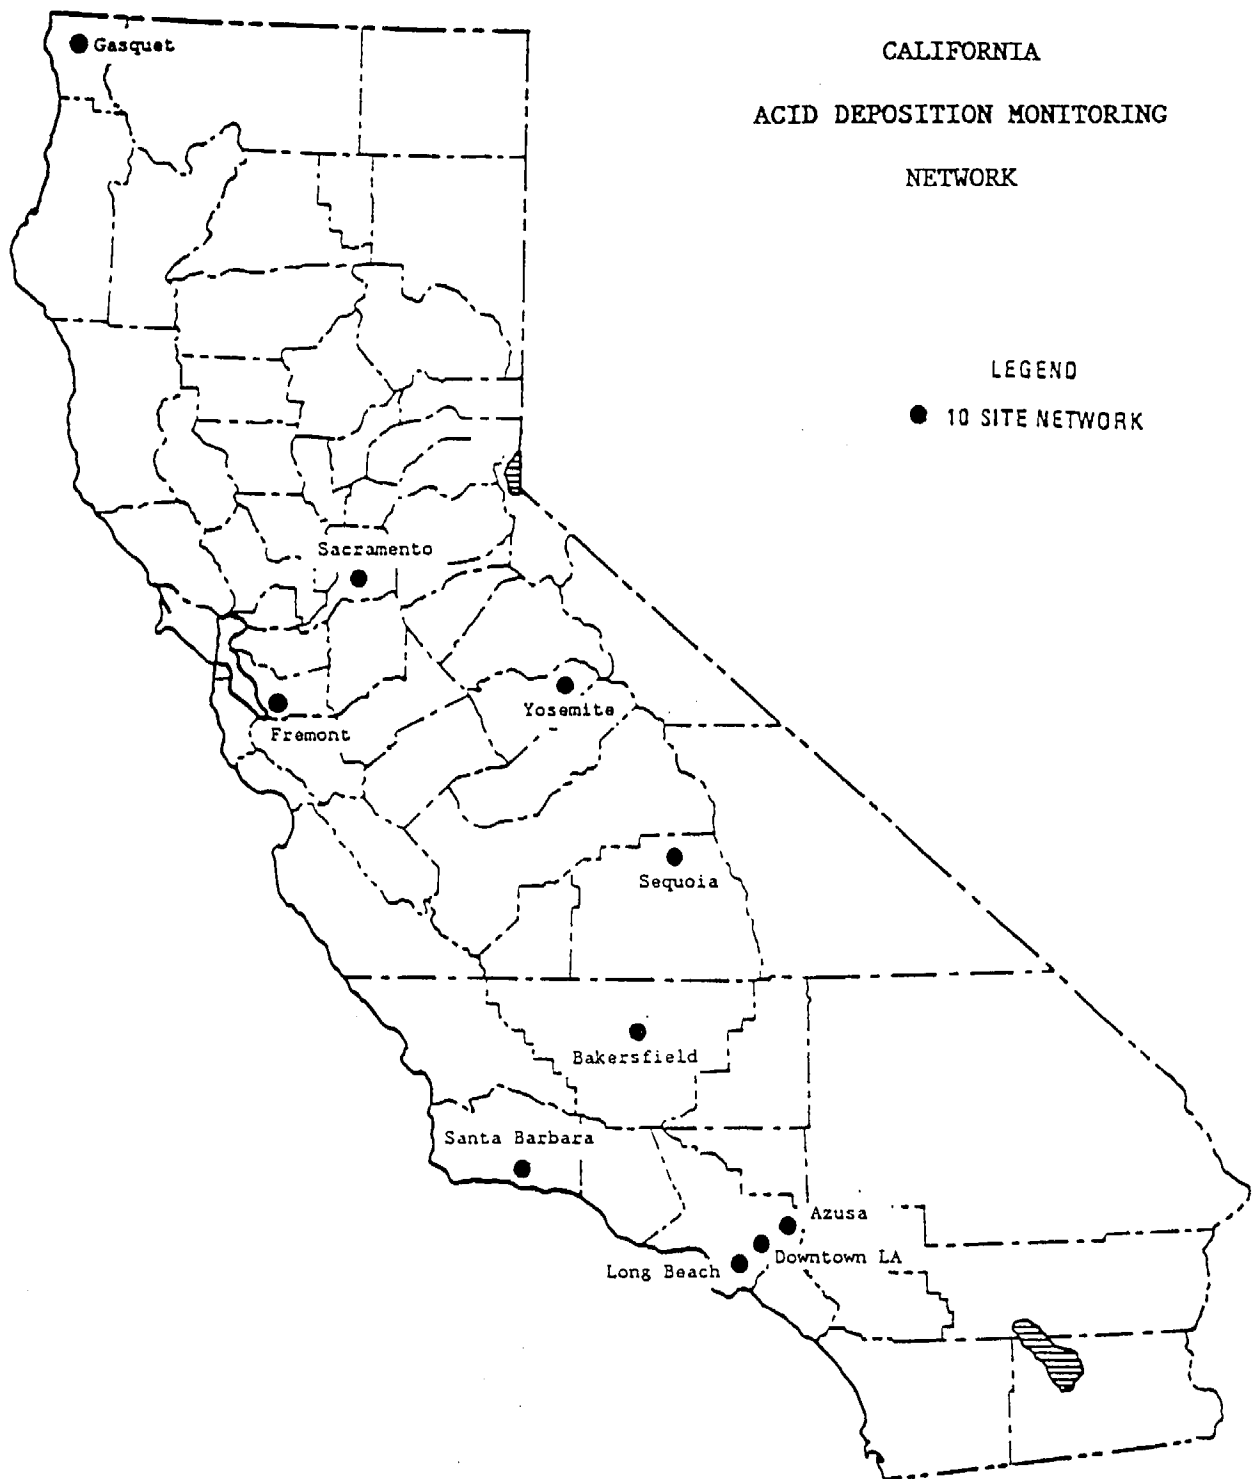 CALIFORNIA
ACID DEPOSITION MONITORING
NETWORK
LEGEND
10 SITE NETWORK
Gasquet
Sacramento
Fremont
Yosemite
Sequoia
Bakersfield
Santa Barbara
Azusa
Downtown LA
Long Beach